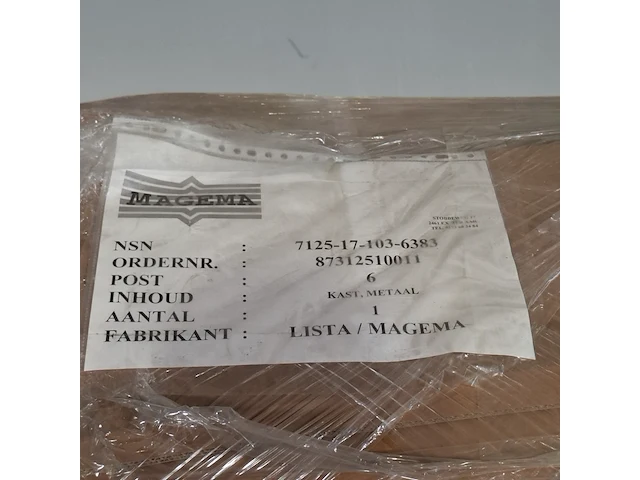 MAGEMA
NSN : 7125-17-103-6383
ORDERNR. : 87312510011
POST : 6
INHOUD : KAST, METAAL
AANTAL : 1
FABRIKANT : LISTA / MAGEMA